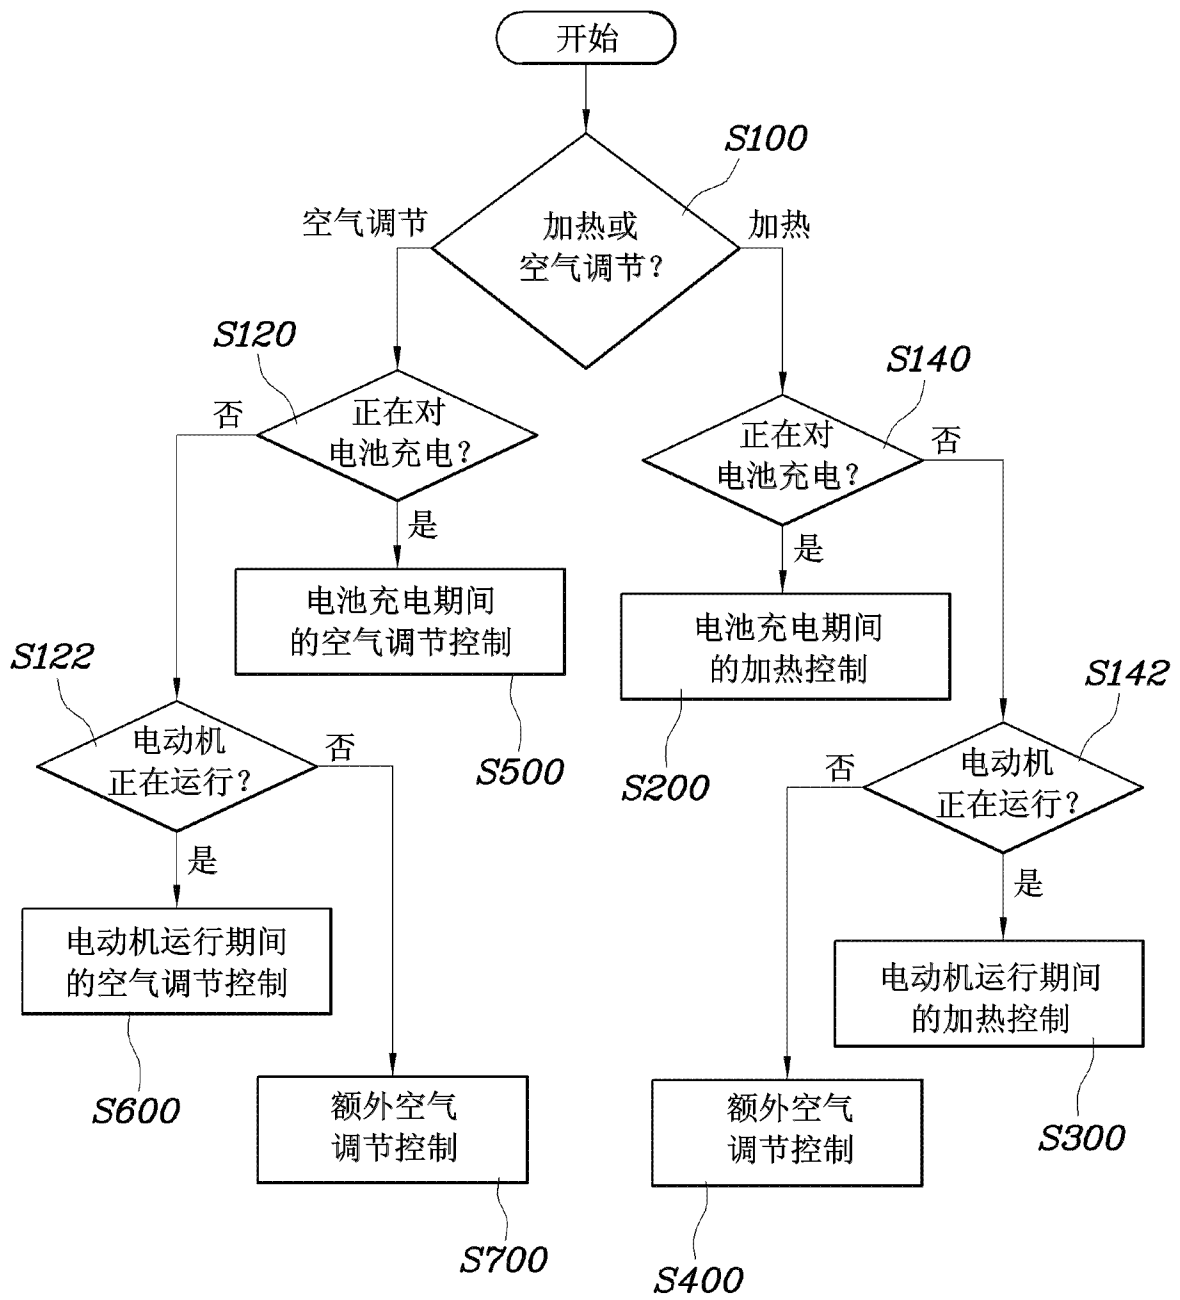 开始
S100
空气调节
加热或
空气调节？
加热
S120
S140
否
正在对
电池充电？
正在对
电池充电？
否
是
是
电池充电期间
的空气调节控制
电池充电期间
的加热控制
S122
S142
电动机
正在运行？
否
S500
S200
否
电动机
正在运行？
是
是
电动机运行期间
的空气调节控制
电动机运行期间
的加热控制
S600
额外空气
调节控制
额外空气
调节控制
S300
S700
S400